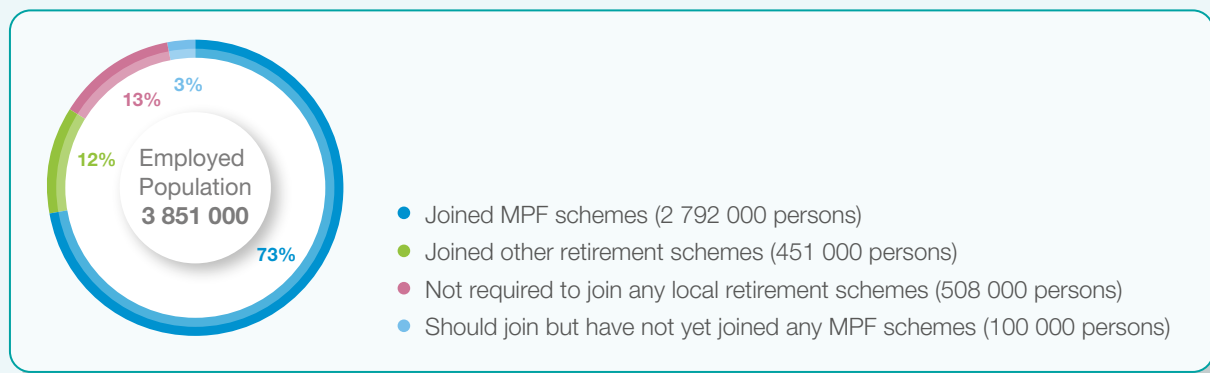 3%
13%
12%
Employed
Population
3 851 000
73%
Joined MPF schemes (2 792 000 persons)
Joined other retirement schemes (451 000 persons)
Not required to join any local retirement schemes (508 000 persons)
Should join but have not yet joined any MPF schemes (100 000 persons)